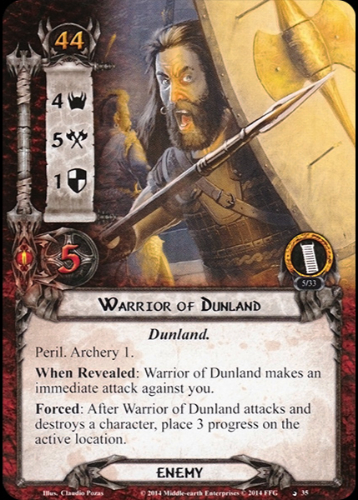 44
4
5
1
5
5/33
Warrior of Dunland
Dunland.
Peril. Archery 1.
When Revealed: Warrior of Dunland makes an
immediate attack against you.
Forced: After Warrior of Dunland attacks and
destroys a character, place 3 progress on the
active location.
ENEMY
Illus. Claudio Pozas © 2014 Middle-earth Enterprises © 2014 FFG 35